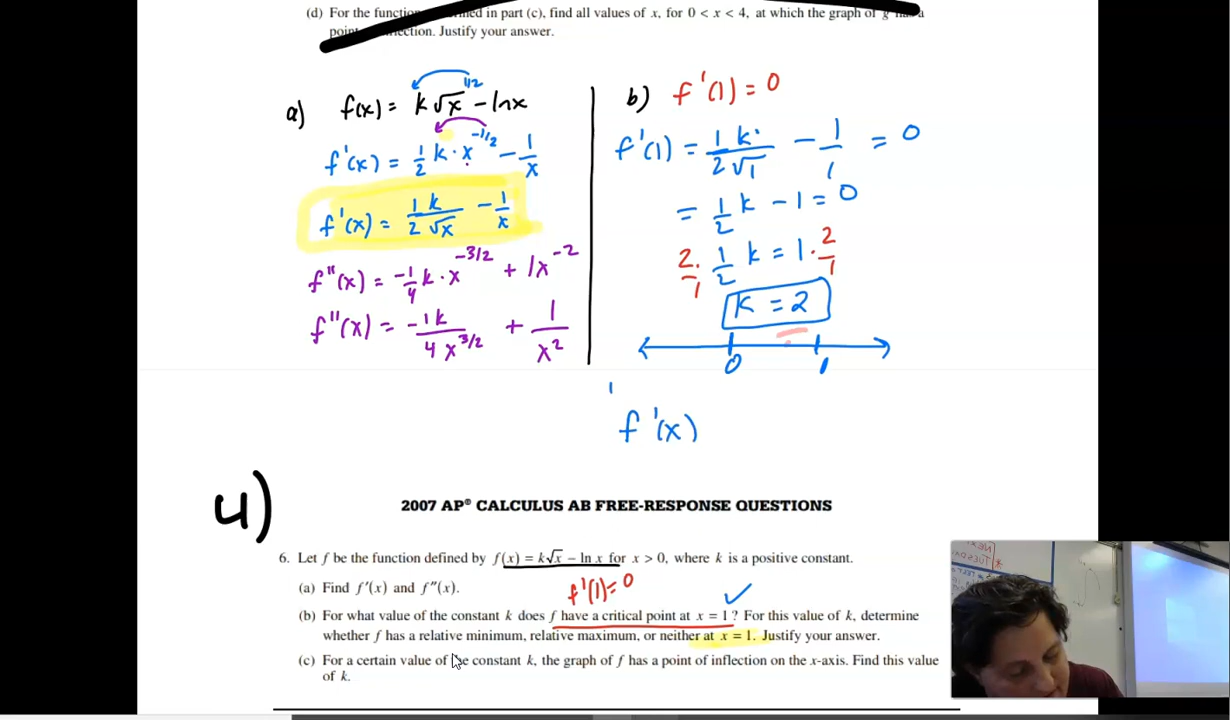 (d) For the function in part (c), find all values of x, for 0 < x < 4, at which the graph of g has a
point Justify your answer.
a) f(x) = k√x - lnx
1/2
f'(x) = 1/2 k · x^-1/2 - 1/x
f'(x) = 1k/2√x - 1/x
f''(x) = -1/4 k · x^-3/2 + 1x^-2
f''(x) = -1k/4x^3/2 + 1/x^2
b) f'(1) = 0
f'(1) = 1k/2√1 - 1/1 = 0
= 1/2 k - 1 = 0
2/1 · 1/2 k = 1 · 2/1
k = 2
0 1
f'(x)
4)
2007 AP® CALCULUS AB FREE-RESPONSE QUESTIONS
6. Let f be the function defined by f(x) = k√x − ln x for x > 0, where k is a positive constant.
(a) Find f′(x) and f″(x).
f'(1)=0
(b) For what value of the constant k does f have a critical point at x = 1? For this value of k, determine
whether f has a relative minimum, relative maximum, or neither at x = 1. Justify your answer.
(c) For a certain value of the constant k, the graph of f has a point of inflection on the x-axis. Find this value
of k.